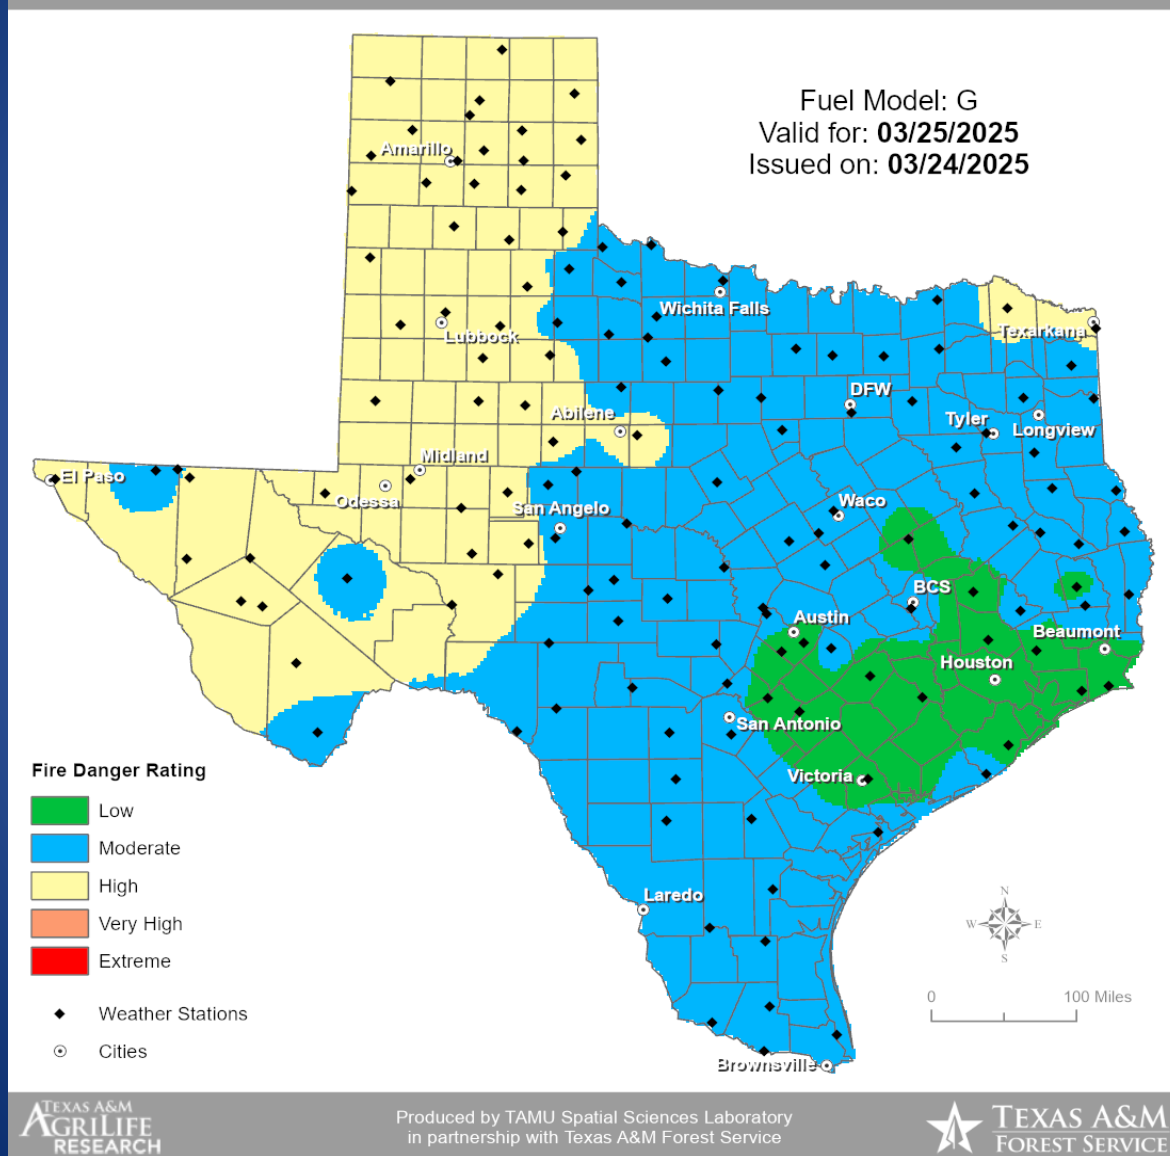 Fuel Model: G
Valid for: 03/25/2025
Issued on: 03/24/2025
Amarillo
Wichita Falls
Lubbock
Texarkana
DFW
Abilene
Tyler
Longview
Midland
El Paso
Odessa
San Angelo
Waco
BCS
Austin
Beaumont
Houston
San Antonio
Victoria
Laredo
Brownsville
Fire Danger Rating
Low
Moderate
High
Very High
Extreme
Weather Stations
Cities
N
W E
S
0 100 Miles
TEXAS A&M
AGRILIFE
RESEARCH
Produced by TAMU Spatial Sciences Laboratory
in partnership with Texas A&M Forest Service
TEXAS A&M
FOREST SERVICE